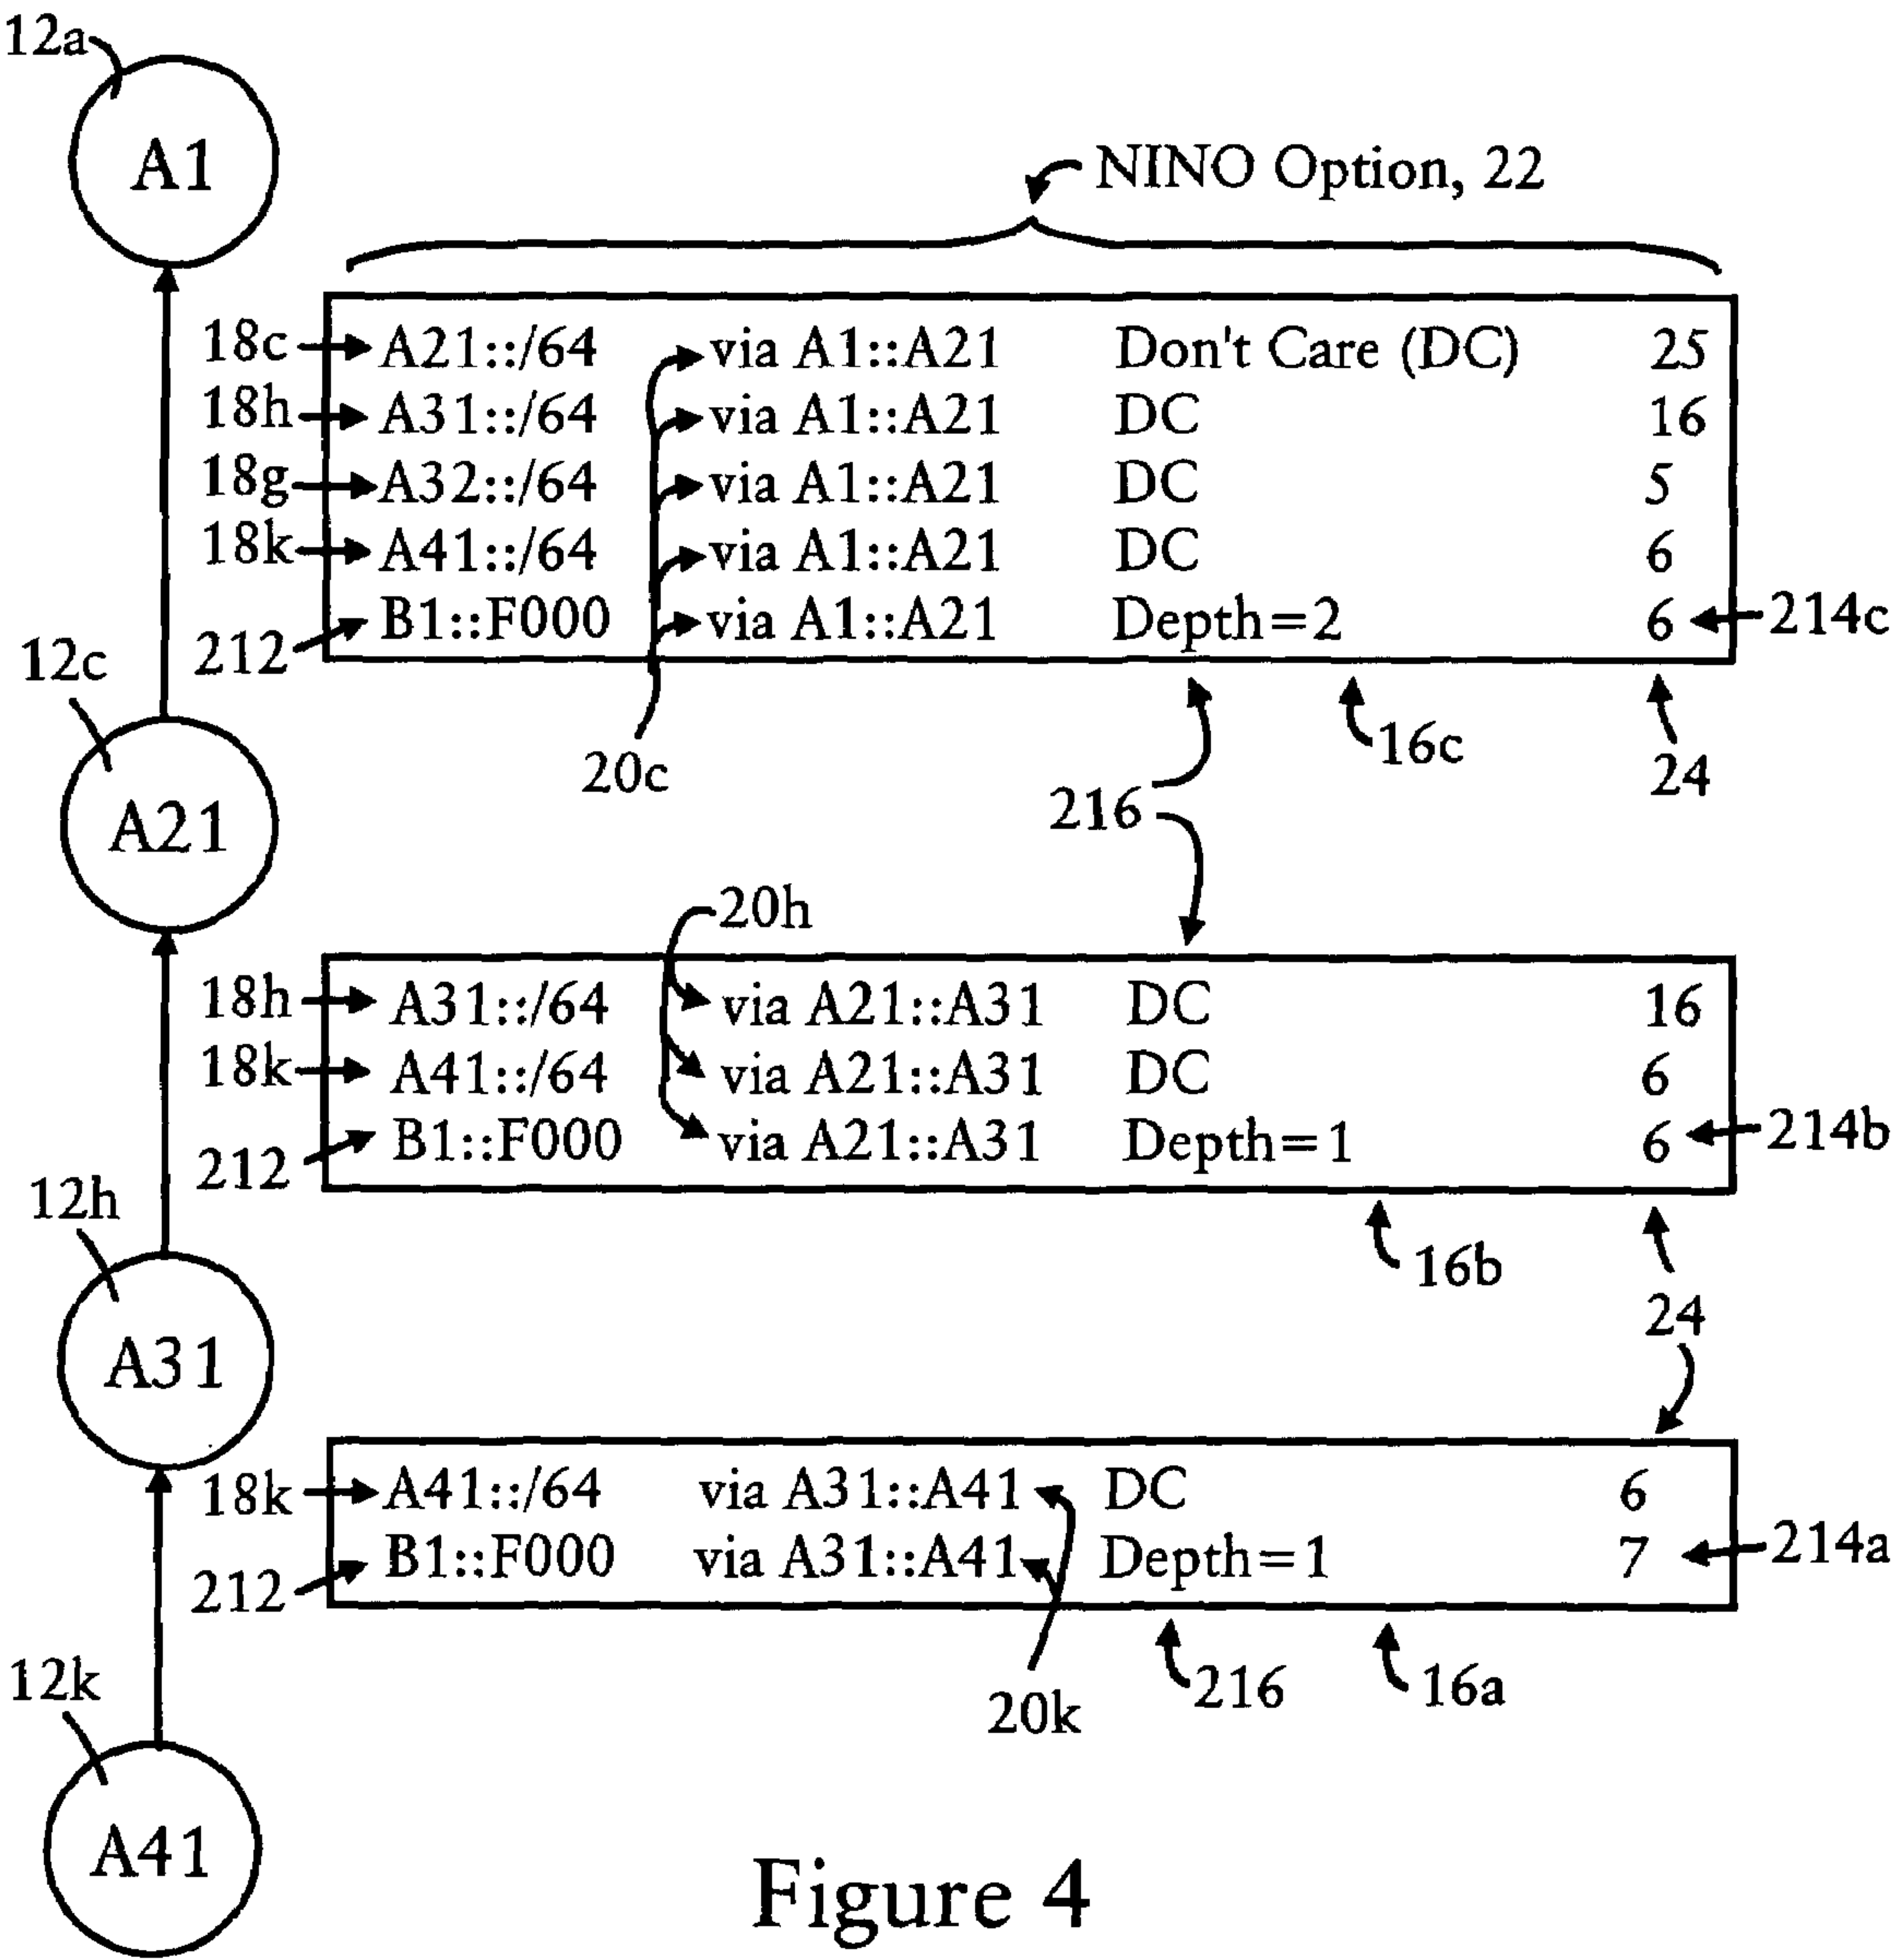 12a
A1
NINO Option, 22
18c A21::/64 via A1::A21 Don't Care (DC) 25
18h A31::/64 via A1::A21 DC 16
18g A32::/64 via A1::A21 DC 5
18k A41::/64 via A1::A21 DC 6
212 B1::F000 via A1::A21 Depth=2 6 214c
12c
20c
216
16c
24
A21
20h
18h A31::/64 via A21::A31 DC 16
18k A41::/64 via A21::A31 DC 6
212 B1::F000 via A21::A31 Depth=1 6 214b
12h
16b
24
A31
18k A41::/64 via A31::A41 DC 6
212 B1::F000 via A31::A41 Depth=1 7 214a
12k
20k
216
16a
A41
Figure 4